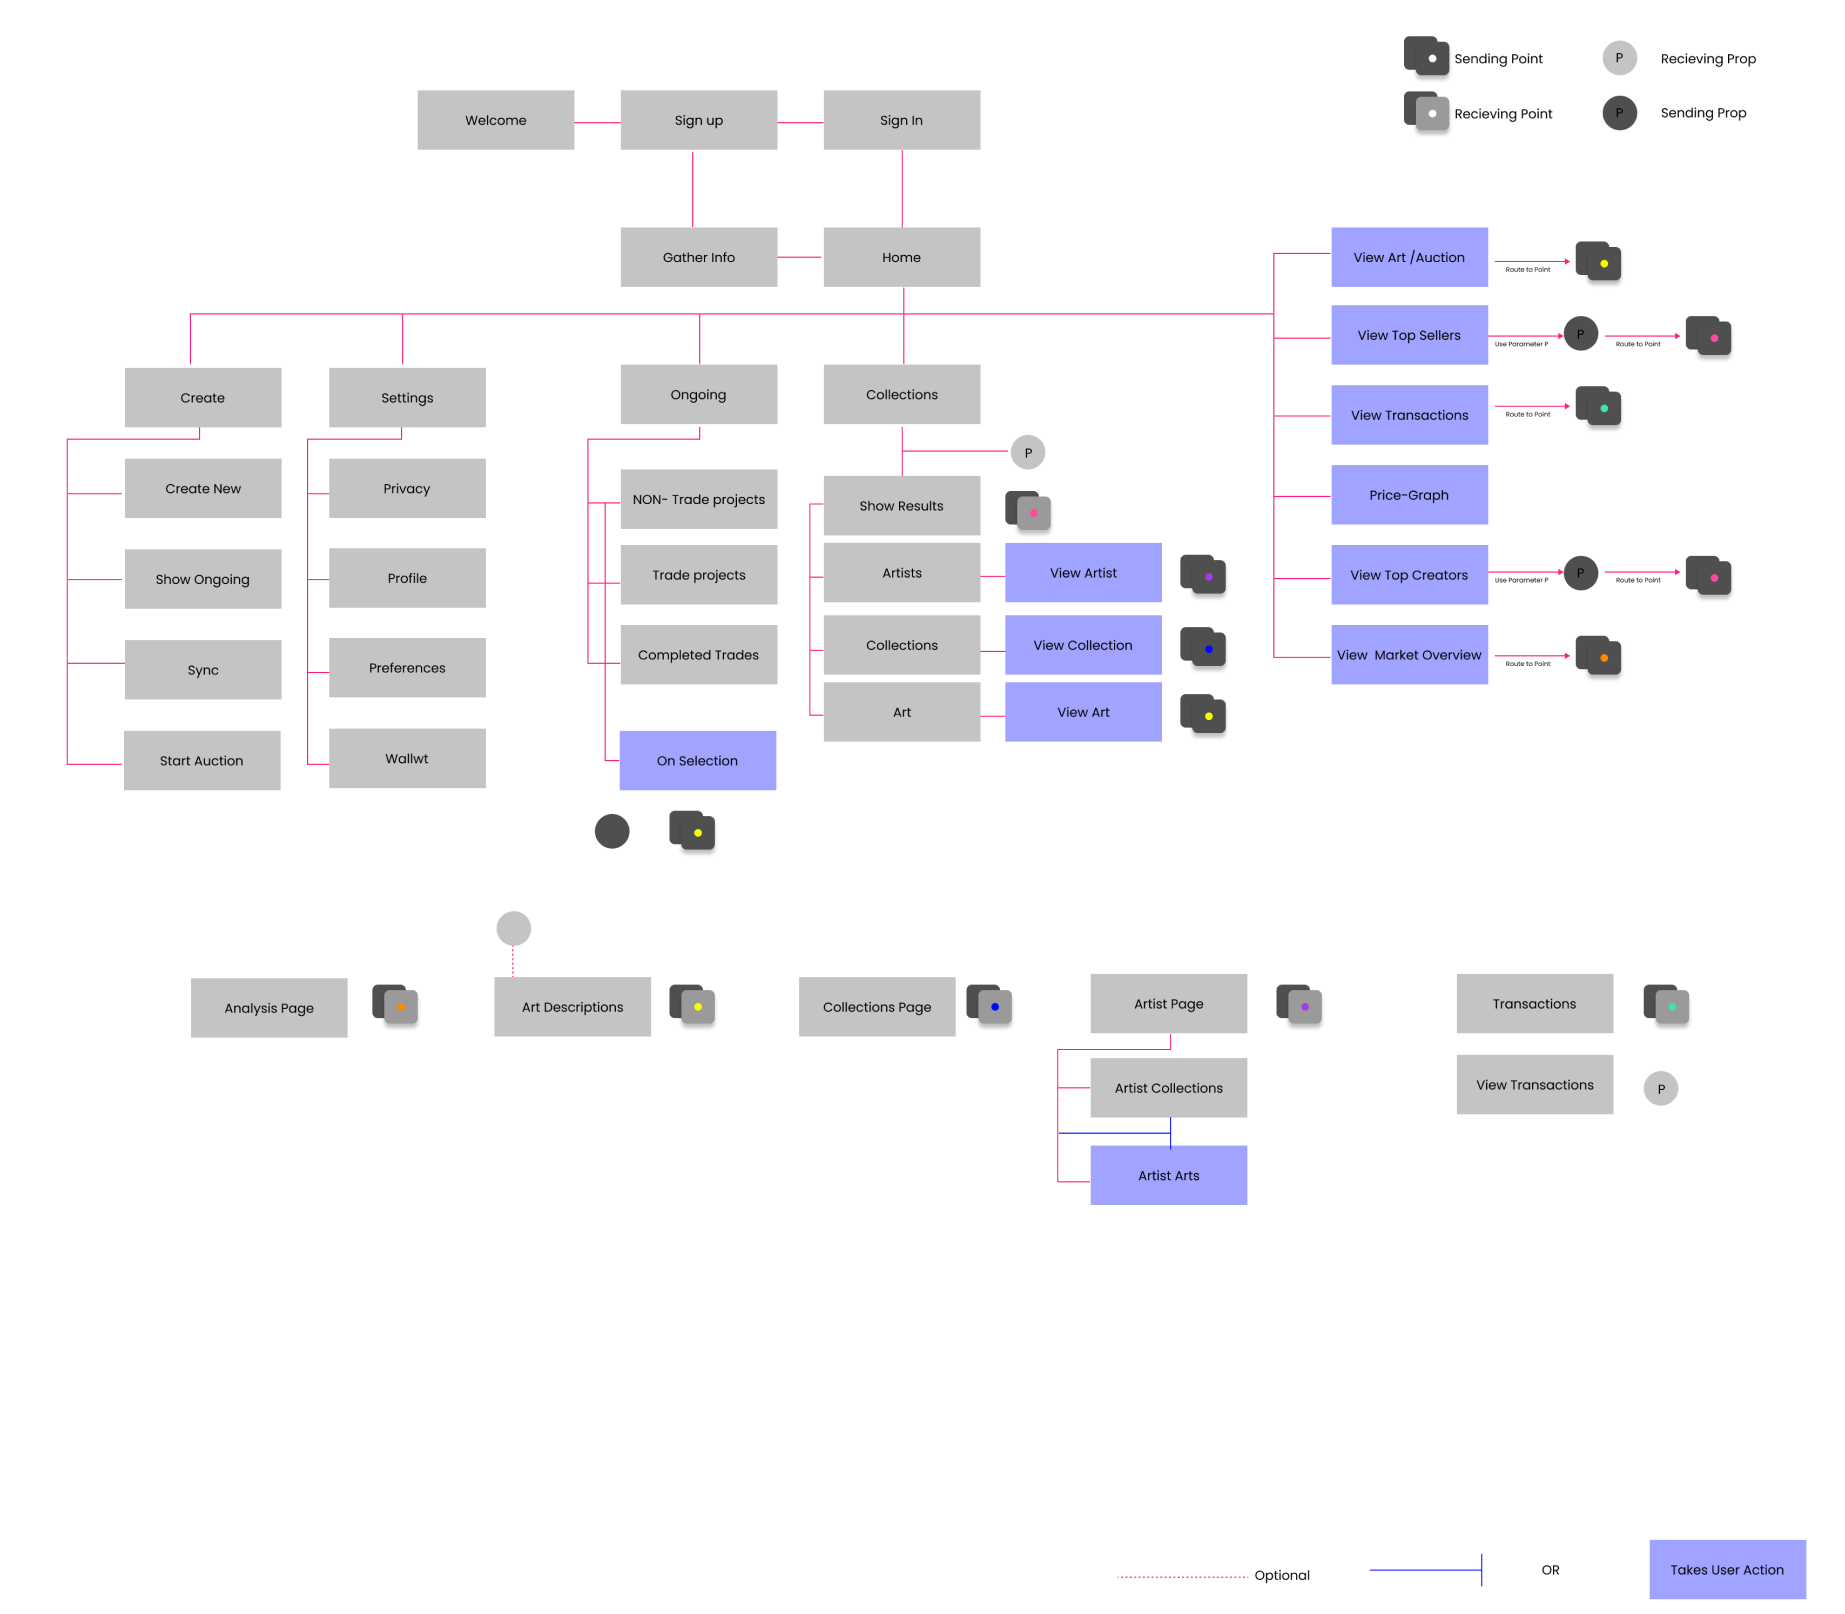 Sending Point
P
Recieving Prop
Recieving Point
P
Sending Prop
Welcome
Sign up
Sign In
Gather Info
Home
View Art /Auction
Route to Point
View Top Sellers
Use Parameter P
P
Route to Point
View Transactions
Route to Point
Price-Graph
View Top Creators
Use Parameter P
P
Route to Point
View  Market Overview
Route to Point
Create
Create New
Show Ongoing
Sync
Start Auction
Settings
Privacy
Profile
Preferences
Wallwt
Ongoing
NON- Trade projects
Trade projects
Completed Trades
On Selection
Collections
P
Show Results
Artists
View Artist
Collections
View Collection
Art
View Art
Analysis Page
Art Descriptions
Collections Page
Artist Page
Artist Collections
Artist Arts
Transactions
View Transactions
P
Optional
OR
Takes User Action